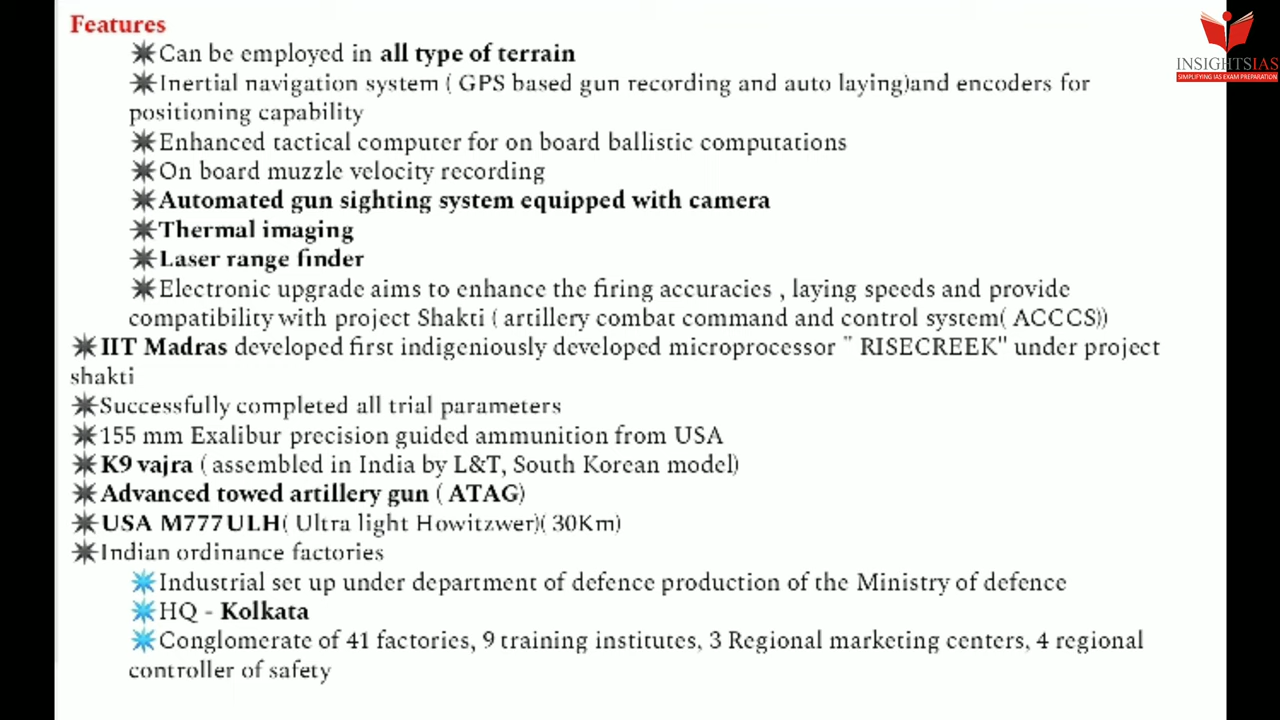 Features
Can be employed in all type of terrain
Inertial navigation system ( GPS based gun recording and auto laying)and encoders for
positioning capability
Enhanced tactical computer for on board ballistic computations
On board muzzle velocity recording
Automated gun sighting system equipped with camera
Thermal imaging
Laser range finder
Electronic upgrade aims to enhance the firing accuracies , laying speeds and provide
compatibility with project Shakti ( artillery combat command and control system( ACCCS))
IIT Madras developed first indigeniously developed microprocessor " RISECREEK" under project
shakti
Successfully completed all trial parameters
155 mm Exalibur precision guided ammunition from USA
K9 vajra ( assembled in India by L&T, South Korean model)
Advanced towed artillery gun ( ATAG)
USA M777ULH( Ultra light Howitzwer)( 30Km)
Indian ordinance factories
Industrial set up under department of defence production of the Ministry of defence
HQ - Kolkata
Conglomerate of 41 factories, 9 training institutes, 3 Regional marketing centers, 4 regional
controller of safety
INSIGHTSIAS
SIMPLIFYING IAS EXAM PREPARATION